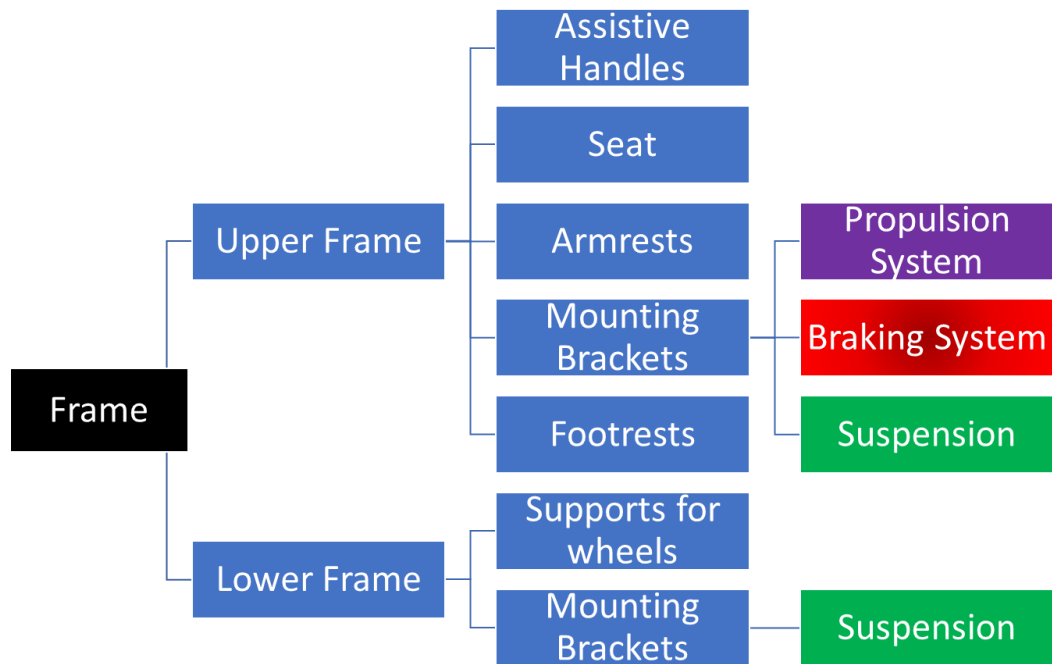 Assistive
Handles
Seat
Upper Frame
Armrests
Propulsion
System
Mounting
Brackets
Braking System
Frame
Footrests
Suspension
Supports for
wheels
Lower Frame
Mounting
Brackets
Suspension